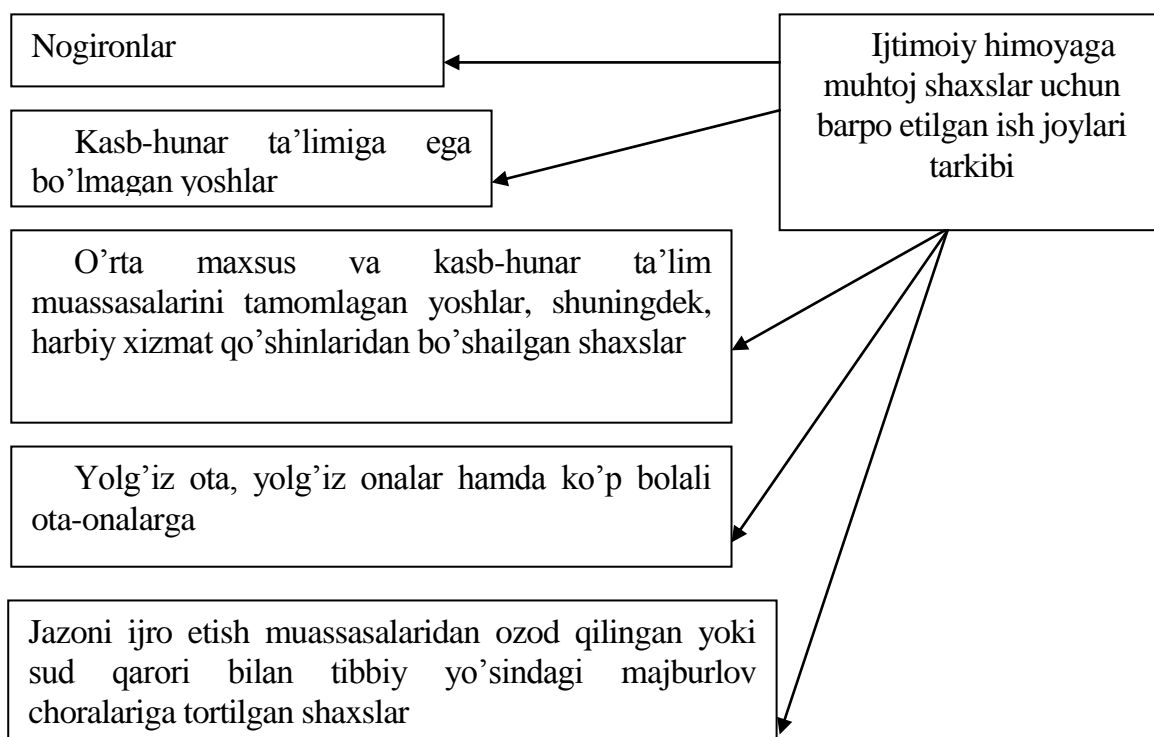 Nogironlar
Ijtimoiy himoyaga
muhtoj shaxslar uchun
barpo etilgan ish joylari
tarkibi
Kasb-hunar ta’limiga ega
bo’lmagan yoshlar
O’rta maxsus va kasb-hunar ta’lim
muassasalarini tamomlagan yoshlar, shuningdek,
harbiy xizmat qo’shinlaridan bo’shailgan shaxslar
Yolg’iz ota, yolg’iz onalar hamda ko’p bolali
ota-onalarga
Jazoni ijro etish muassasalaridan ozod qilingan yoki
sud qarori bilan tibbiy yo’sindagi majburlov
choralariga tortilgan shaxslar